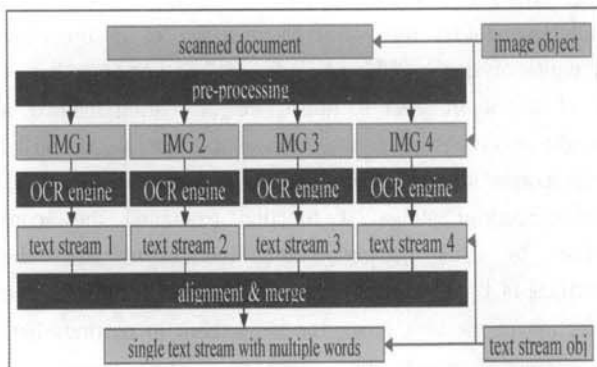 scanned document image object
pre-processing
IMG 1 IMG 2 IMG 3 IMG 4
OCR engine OCR engine OCR engine OCR engine
text stream 1 text stream 2 text stream 3 text stream 4
alignment & merge
single text stream with multiple words text stream obj